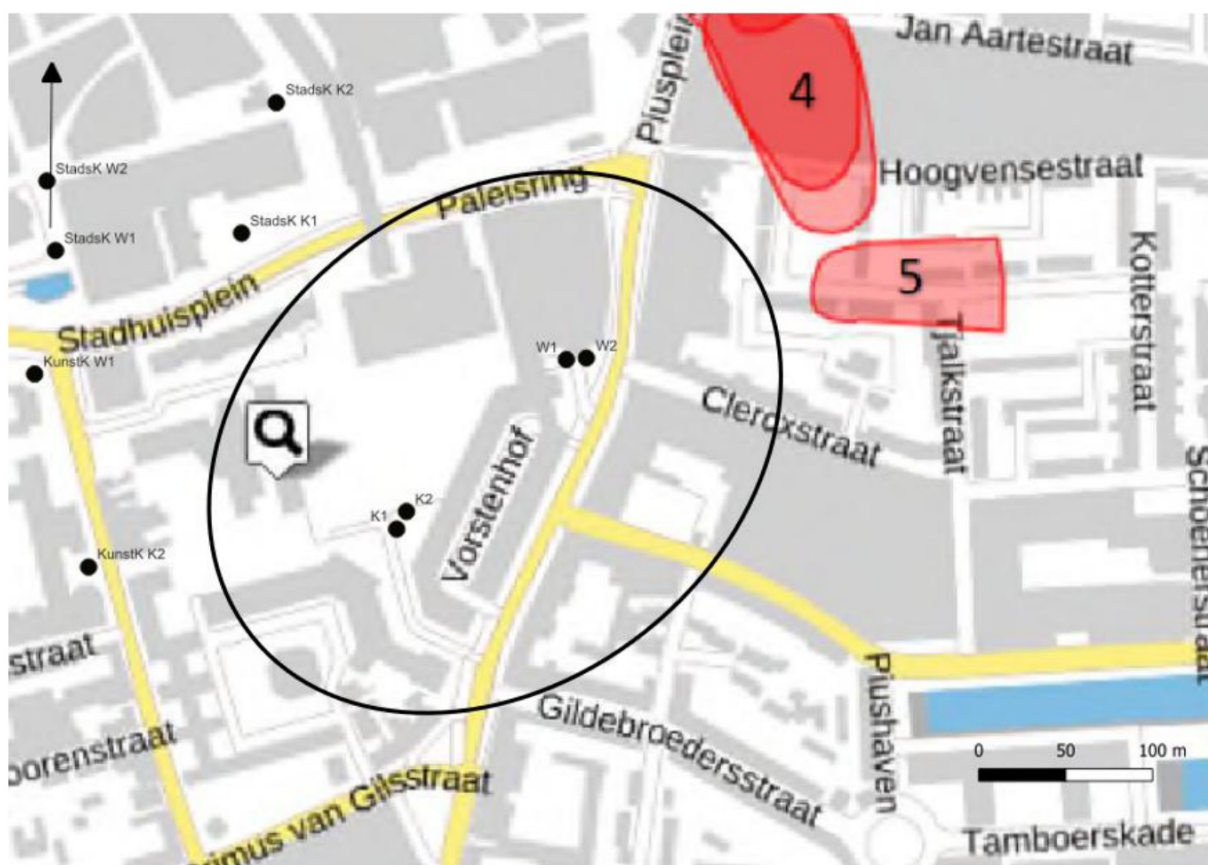 Jan Aartestraat
Piusplein
4
StadsK K2
StadsK W2
Hoogvensestraat
Paleisring
StadsK K1
StadsK W1
5
Kotterstraat
Stadhuisplein
KunstK W1
W1
W2
Tjalkstraat
Clercxstraat
Vorstenhof
K2
K1
Schoenerstraat
KunstK K2
straat
Piushaven
Gildebroedersstraat
oorenstraat
0 50 100 m
rimus van Gilsstraat
Tamboerskade